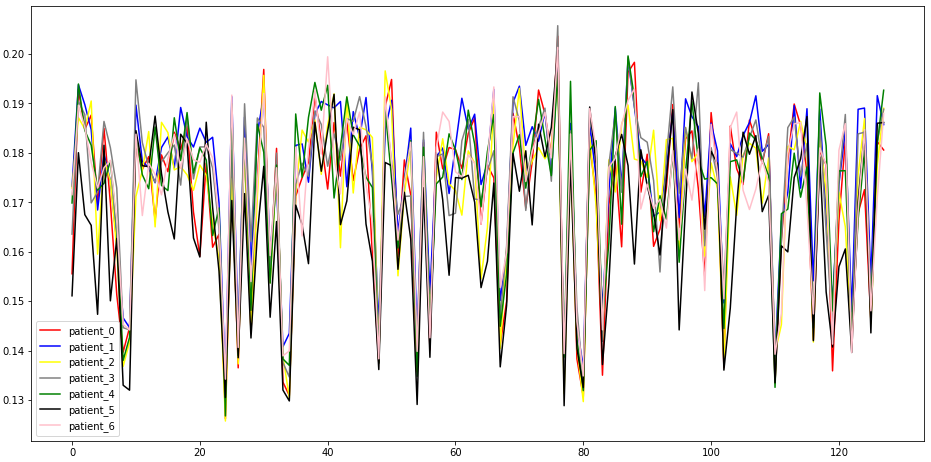 0.20
0.19
0.18
0.17
0.16
0.15
0.14
0.13
patient_0
patient_1
patient_2
patient_3
patient_4
patient_5
patient_6
0 20 40 60 80 100 120